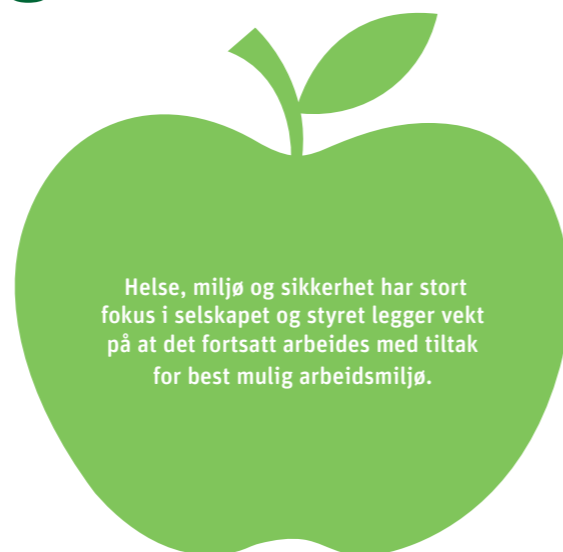 Helse, miljø og sikkerhet har stort
fokus i selskapet og styret legger vekt
på at det fortsatt arbeides med tiltak
for best mulig arbeidsmiljø.